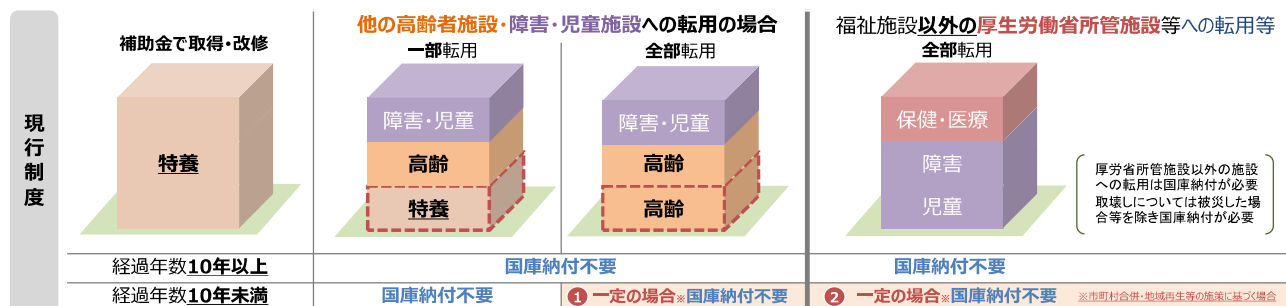 現行制度
補助金で取得・改修
特養
他の高齢者施設・障害・児童施設への転用の場合
一部転用
障害・児童
高齢
特養
全部転用
障害・児童
高齢
高齢
福祉施設以外の厚生労働省所管施設等への転用等
全部転用
保健・医療
障害
児童
厚労省所管施設以外の施設
への転用は国庫納付が必要
取壊しについては被災した場
合等を除き国庫納付が必要
経過年数10年以上
国庫納付不要
国庫納付不要
経過年数10年未満
国庫納付不要
❶ 一定の場合※国庫納付不要
❷ 一定の場合※国庫納付不要
※市町村合併・地域再生等の施策に基づく場合